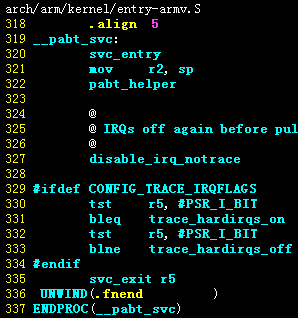 arch/arm/kernel/entry-armv.S
318 .align 5
319 __pabt_svc:
320 svc_entry
321 mov r2, sp
322 pabt_helper
323
324 @
325 @ IRQs off again before pul
326 @
327 disable_irq_notrace
328
329 #ifdef CONFIG_TRACE_IRQFLAGS
330 tst r5, #PSR_I_BIT
331 bleq trace_hardirqs_on
332 tst r5, #PSR_I_BIT
333 blne trace_hardirqs_off
334 #endif
335 svc_exit r5
336 UNWIND(.fnend )
337 ENDPROC(__pabt_svc)